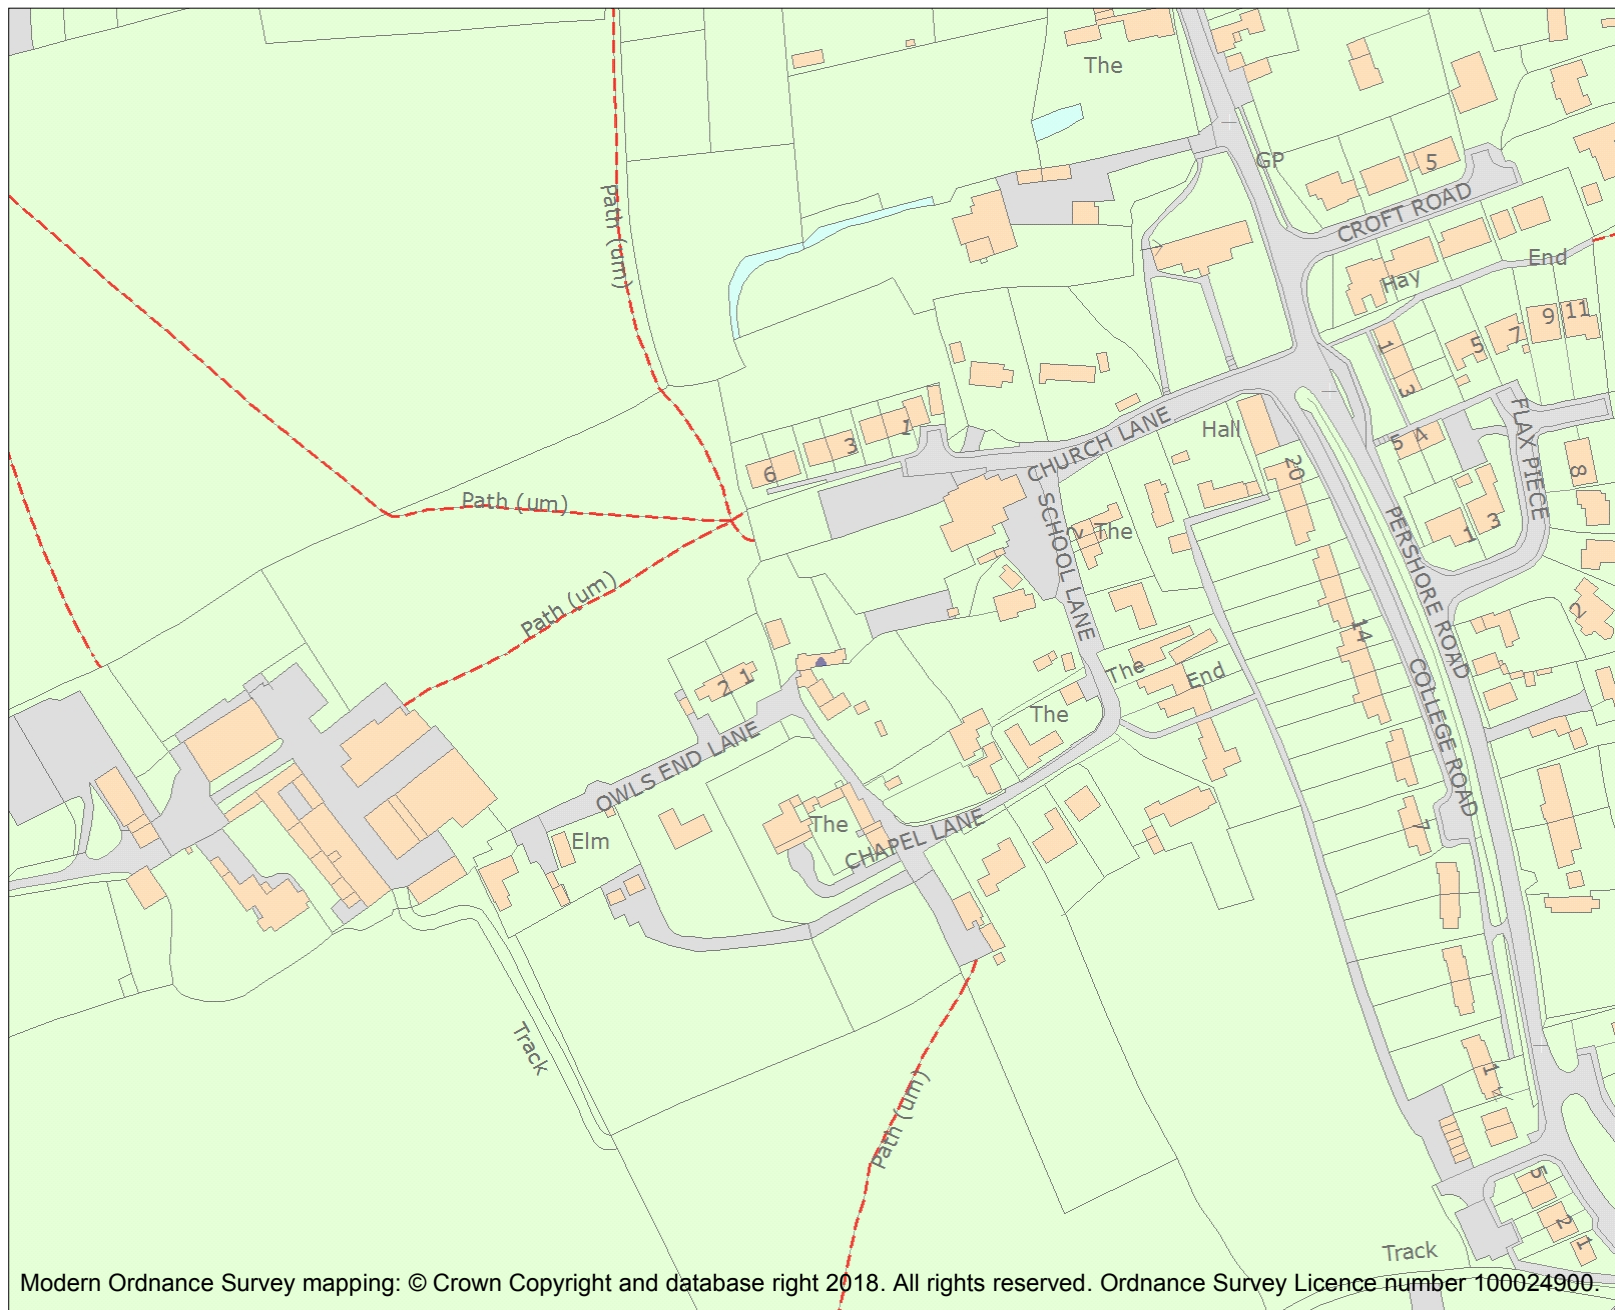 The
GP
5
CROFT ROAD
Path (um)
Hay
End
1
3
5
7
9
11
CHURCH LANE
Hall
1
3
6
20
5
4
FLAX PIECE
8
Path (um)
SCHOOL LANE
2
The
PERSHORE ROAD
1
3
Path (um)
2
14
The
End
2 1
The
COLLEGE ROAD
OWLS END LANE
The
CHAPEL LANE
7
Elm
Track
Path (um)
1
5
2
1
Track
Modern Ordnance Survey mapping: © Crown Copyright and database right 2018. All rights reserved. Ordnance Survey Licence number 100024900.